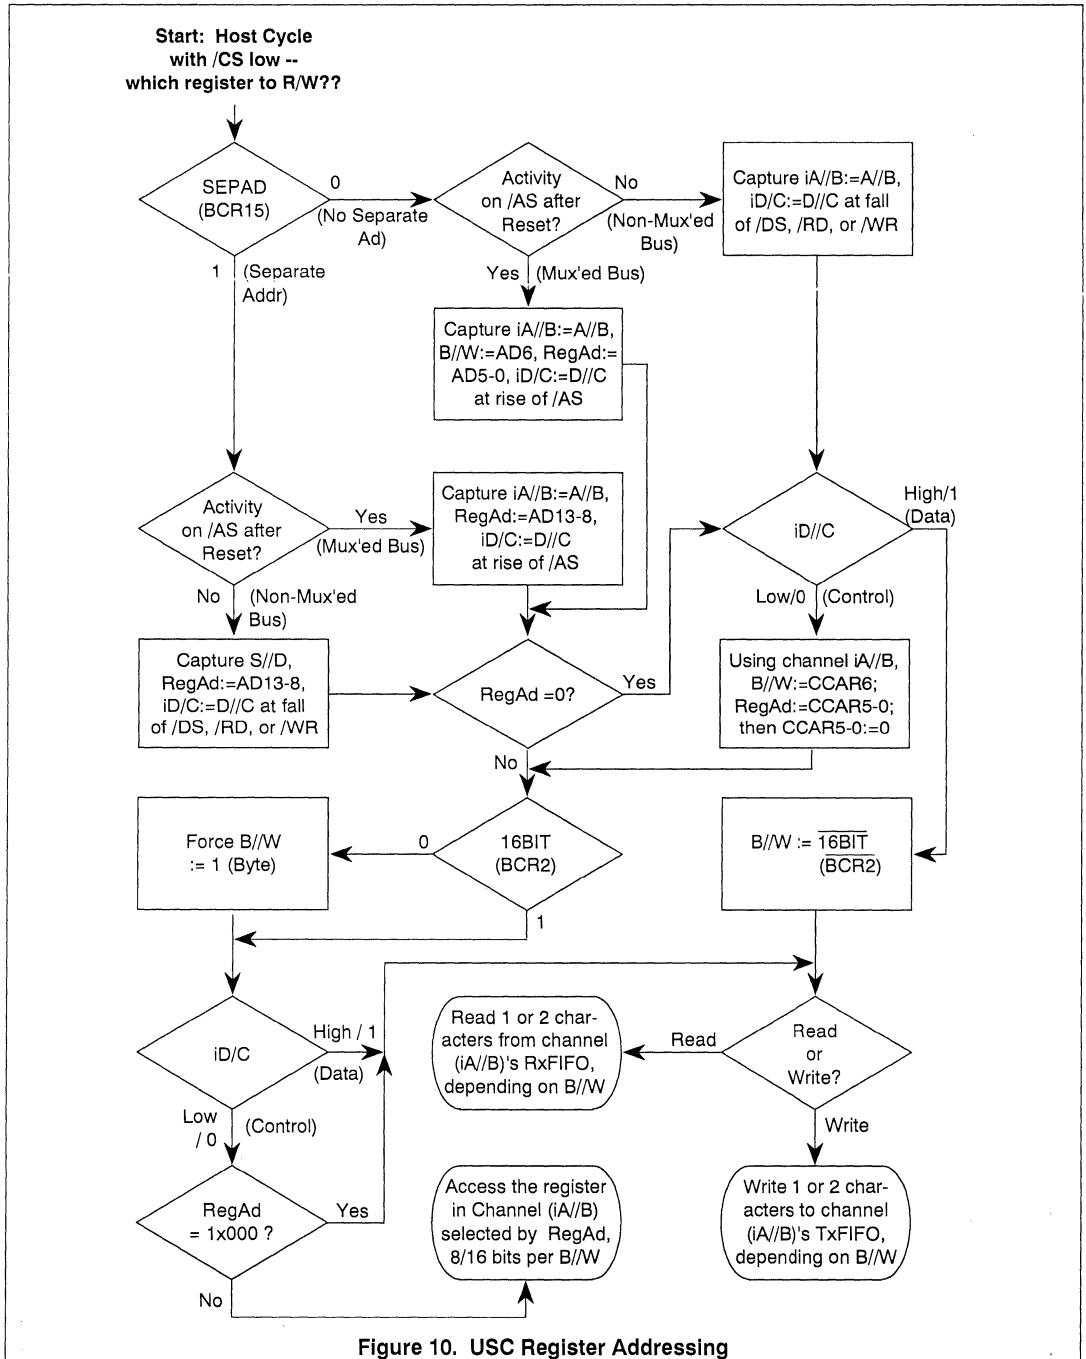 Start: Host Cycle
with /CS low --
which register to R/W??
SEPAD
(BCR15)
0
(No Separate
Ad)
1 (Separate
Addr)
Activity
on /AS after
Reset?
No
(Non-Mux'ed
Bus)
Yes (Mux'ed Bus)
Capture iA//B:=A//B,
iD/C:=D//C at fall
of /DS, /RD, or /WR
Capture iA//B:=A//B,
B//W:=AD6, RegAd:=
AD5-0, iD/C:=D//C
at rise of /AS
Activity
on /AS after
Reset?
Yes
(Mux'ed Bus)
No (Non-Mux'ed
Bus)
Capture iA//B:=A//B,
RegAd:=AD13-8,
iD/C:=D//C
at rise of /AS
iD//C
High/1
(Data)
Low/0 (Control)
Capture S//D,
RegAd:=AD13-8,
iD/C:=D//C at fall
of /DS, /RD, or /WR
RegAd =0?
Yes
No
Using channel iA//B,
B//W:=CCAR6;
RegAd:=CCAR5-0;
then CCAR5-0:=0
Force B//W
:= 1 (Byte)
0
16BIT
(BCR2)
1
B//W := 16BIT
(BCR2)
iD/C
High / 1
(Data)
Low
/ 0
(Control)
Read 1 or 2 char-
acters from channel
(iA//B)'s RxFIFO,
depending on B//W
Read
Read
or
Write?
Write
RegAd
= 1x000 ?
Yes
No
Access the register
in Channel (iA//B)
selected by RegAd,
8/16 bits per B//W
Write 1 or 2 char-
acters to channel
(iA//B)'s TxFIFO,
depending on B//W
Figure 10. USC Register Addressing